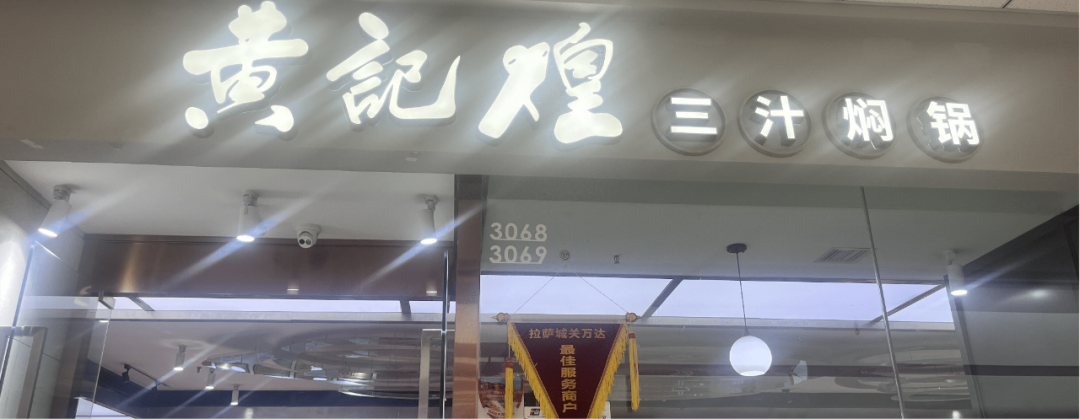 黄記煌 三汁焖锅
3068
3069
拉萨城关万达
最佳服务商户